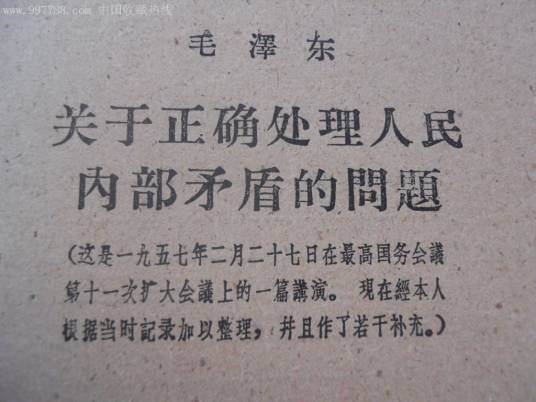 www.997788.com 中国收藏热线
毛澤东
关于正确处理人民
內部矛盾的問題
(这是一九五七年二月二十七日在最高国务会議
第十一次扩大会議上的一篇講演。 現在經本人
根据当时記录加以整理，并且作了若干补充。)